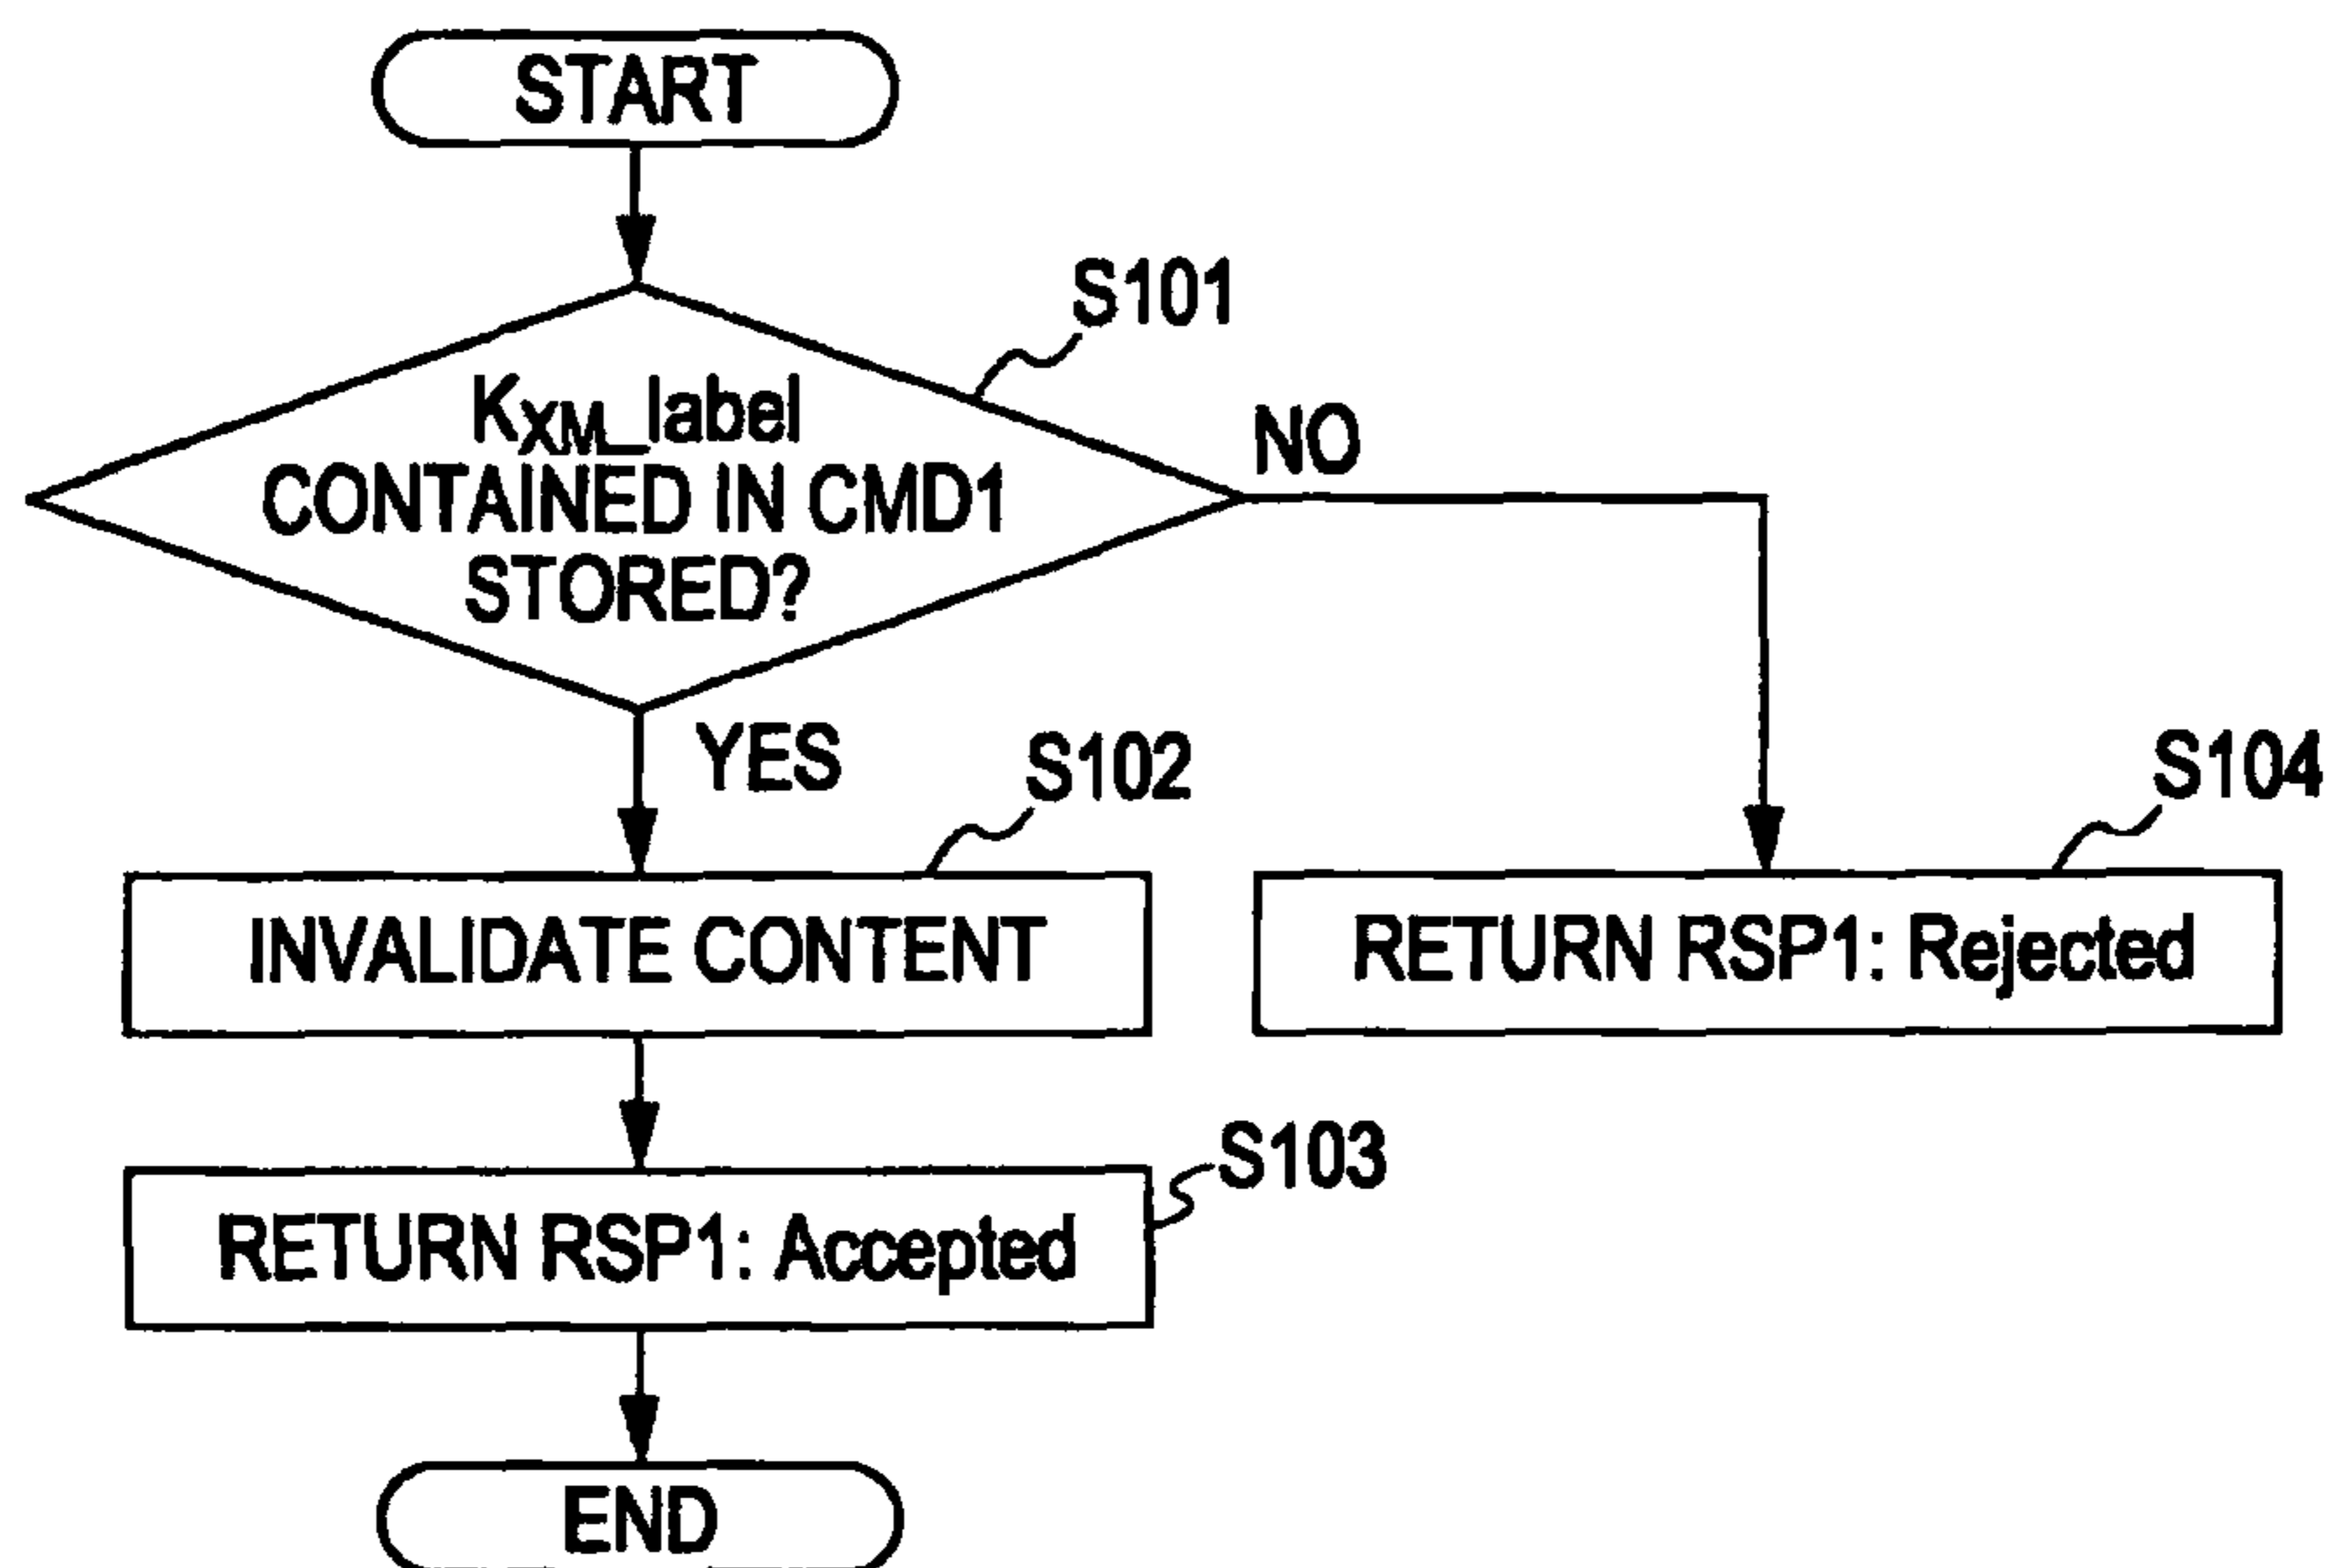 START
S101
KXM_label
CONTAINED IN CMD1
STORED?
NO
YES
S102
S104
INVALIDATE CONTENT
RETURN RSP1: Rejected
S103
RETURN RSP1: Accepted
END